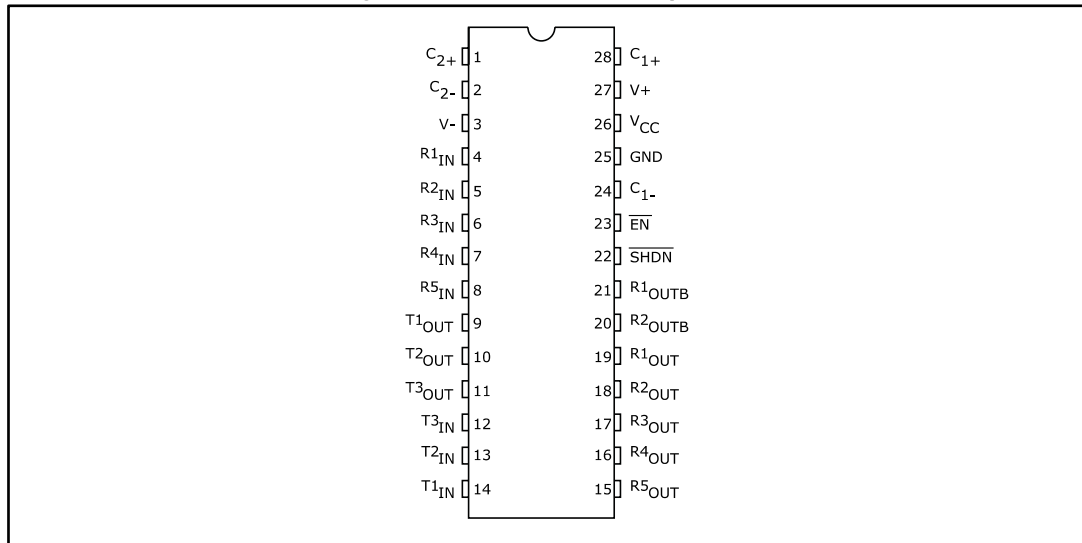 C2+ 1 28 C1+
C2- 2 27 V+
V- 3 26 VCC
R1IN 4 25 GND
R2IN 5 24 C1-
R3IN 6 23 EN
R4IN 7 22 SHDN
R5IN 8 21 R1OUTB
T1OUT 9 20 R2OUTB
T2OUT 10 19 R1OUT
T3OUT 11 18 R2OUT
T3IN 12 17 R3OUT
T2IN 13 16 R4OUT
T1IN 14 15 R5OUT